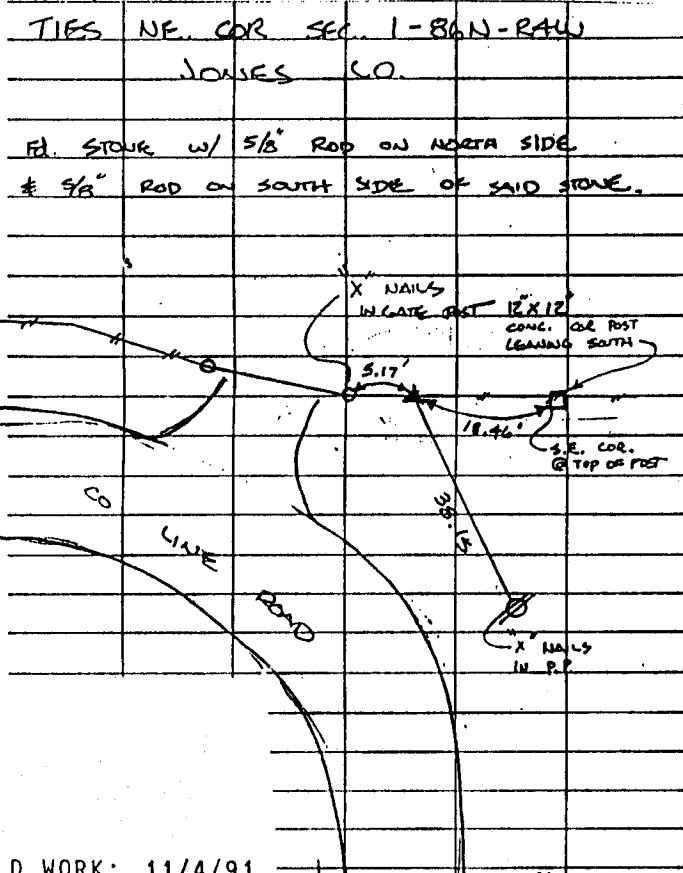 TIES NE. COR SEC. 1-86N-R4W
JONES CO.
Fd. STONE W/ 5/8" ROD ON NORTH SIDE
& 5/8" ROD ON SOUTH SIDE OF SAID STONE.
"X" NAILS
IN GATE POST
12"X12"
CONC. COR POST
LEANING SOUTH
5.17'
18.46'
S.E. COR.
@ TOP OF POST
38.15
CO
LINE
ROAD
"X" NAILS
IN P.P.
D WORK: 11/4/91